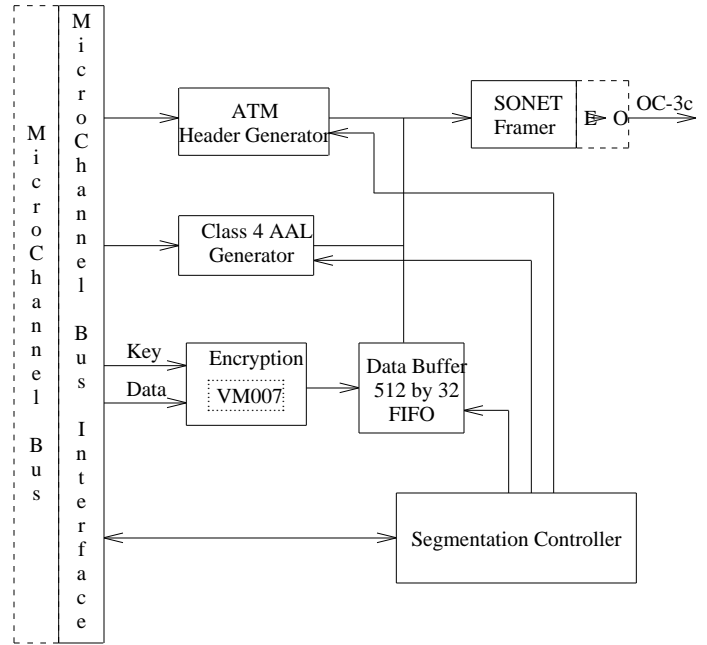 MicroChannel Bus
MicroChannel Bus Interface
ATM
Header Generator
SONET
Framer
E O
OC-3c
Class 4 AAL
Generator
Key
Data
Encryption
VM007
Data Buffer
512 by 32
FIFO
Segmentation Controller